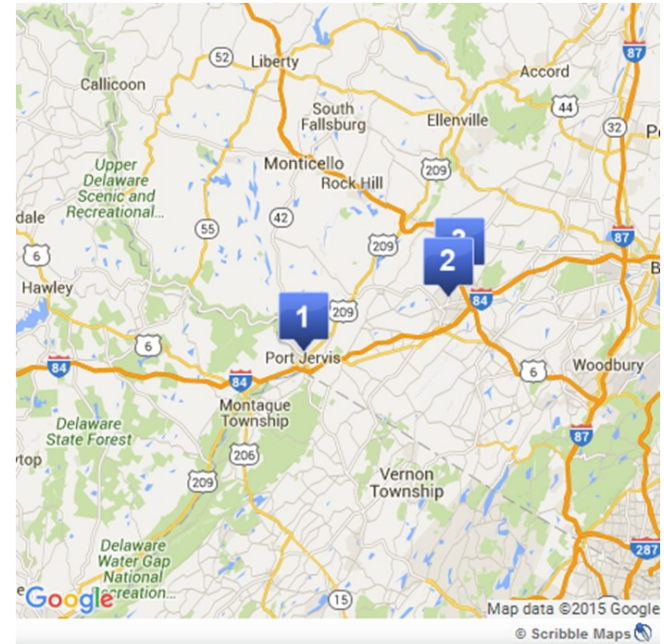 87
52
Liberty
Callicoon
Accord
44
South
Fallsburg
Ellenville
32
Monticello
209
Upper
Delaware
Scenic and
Recreational...
Rock Hill
55
42
dale
6
209
87
2
Hawley
84
1
209
6
Port Jervis
84
84
6
Woodbury
Montague
Township
Delaware
State Forest
87
206
209
Vernon
Township
Delaware
Water Gap
National
287
15
Google
Map data ©2015 Google
© Scribble Maps